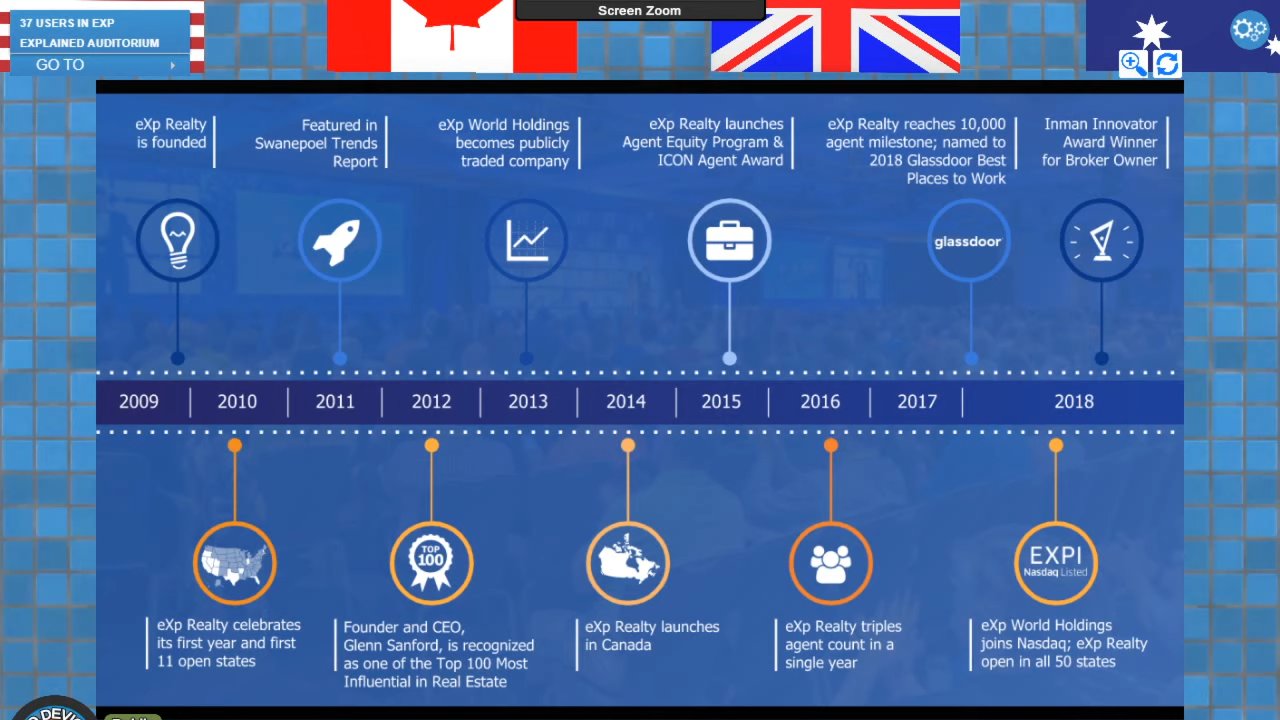 37 USERS IN EXP
EXPLAINED AUDITORIUM
GO TO
Screen Zoom
eXp Realty
is founded
Featured in
Swanepoel Trends
Report
eXp World Holdings
becomes publicly
traded company
eXp Realty launches
Agent Equity Program &
ICON Agent Award
eXp Realty reaches 10,000
agent milestone; named to
2018 Glassdoor Best
Places to Work
Inman Innovator
Award Winner
for Broker Owner
glassdoor
2009
2010
2011
2012
2013
2014
2015
2016
2017
2018
TOP
100
EXPI
Nasdaq Listed
eXp Realty celebrates
its first year and first
11 open states
Founder and CEO,
Glenn Sanford, is recognized
as one of the Top 100 Most
Influential in Real Estate
eXp Realty launches
in Canada
eXp Realty triples
agent count in a
single year
eXp World Holdings
joins Nasdaq; eXp Realty
open in all 50 states